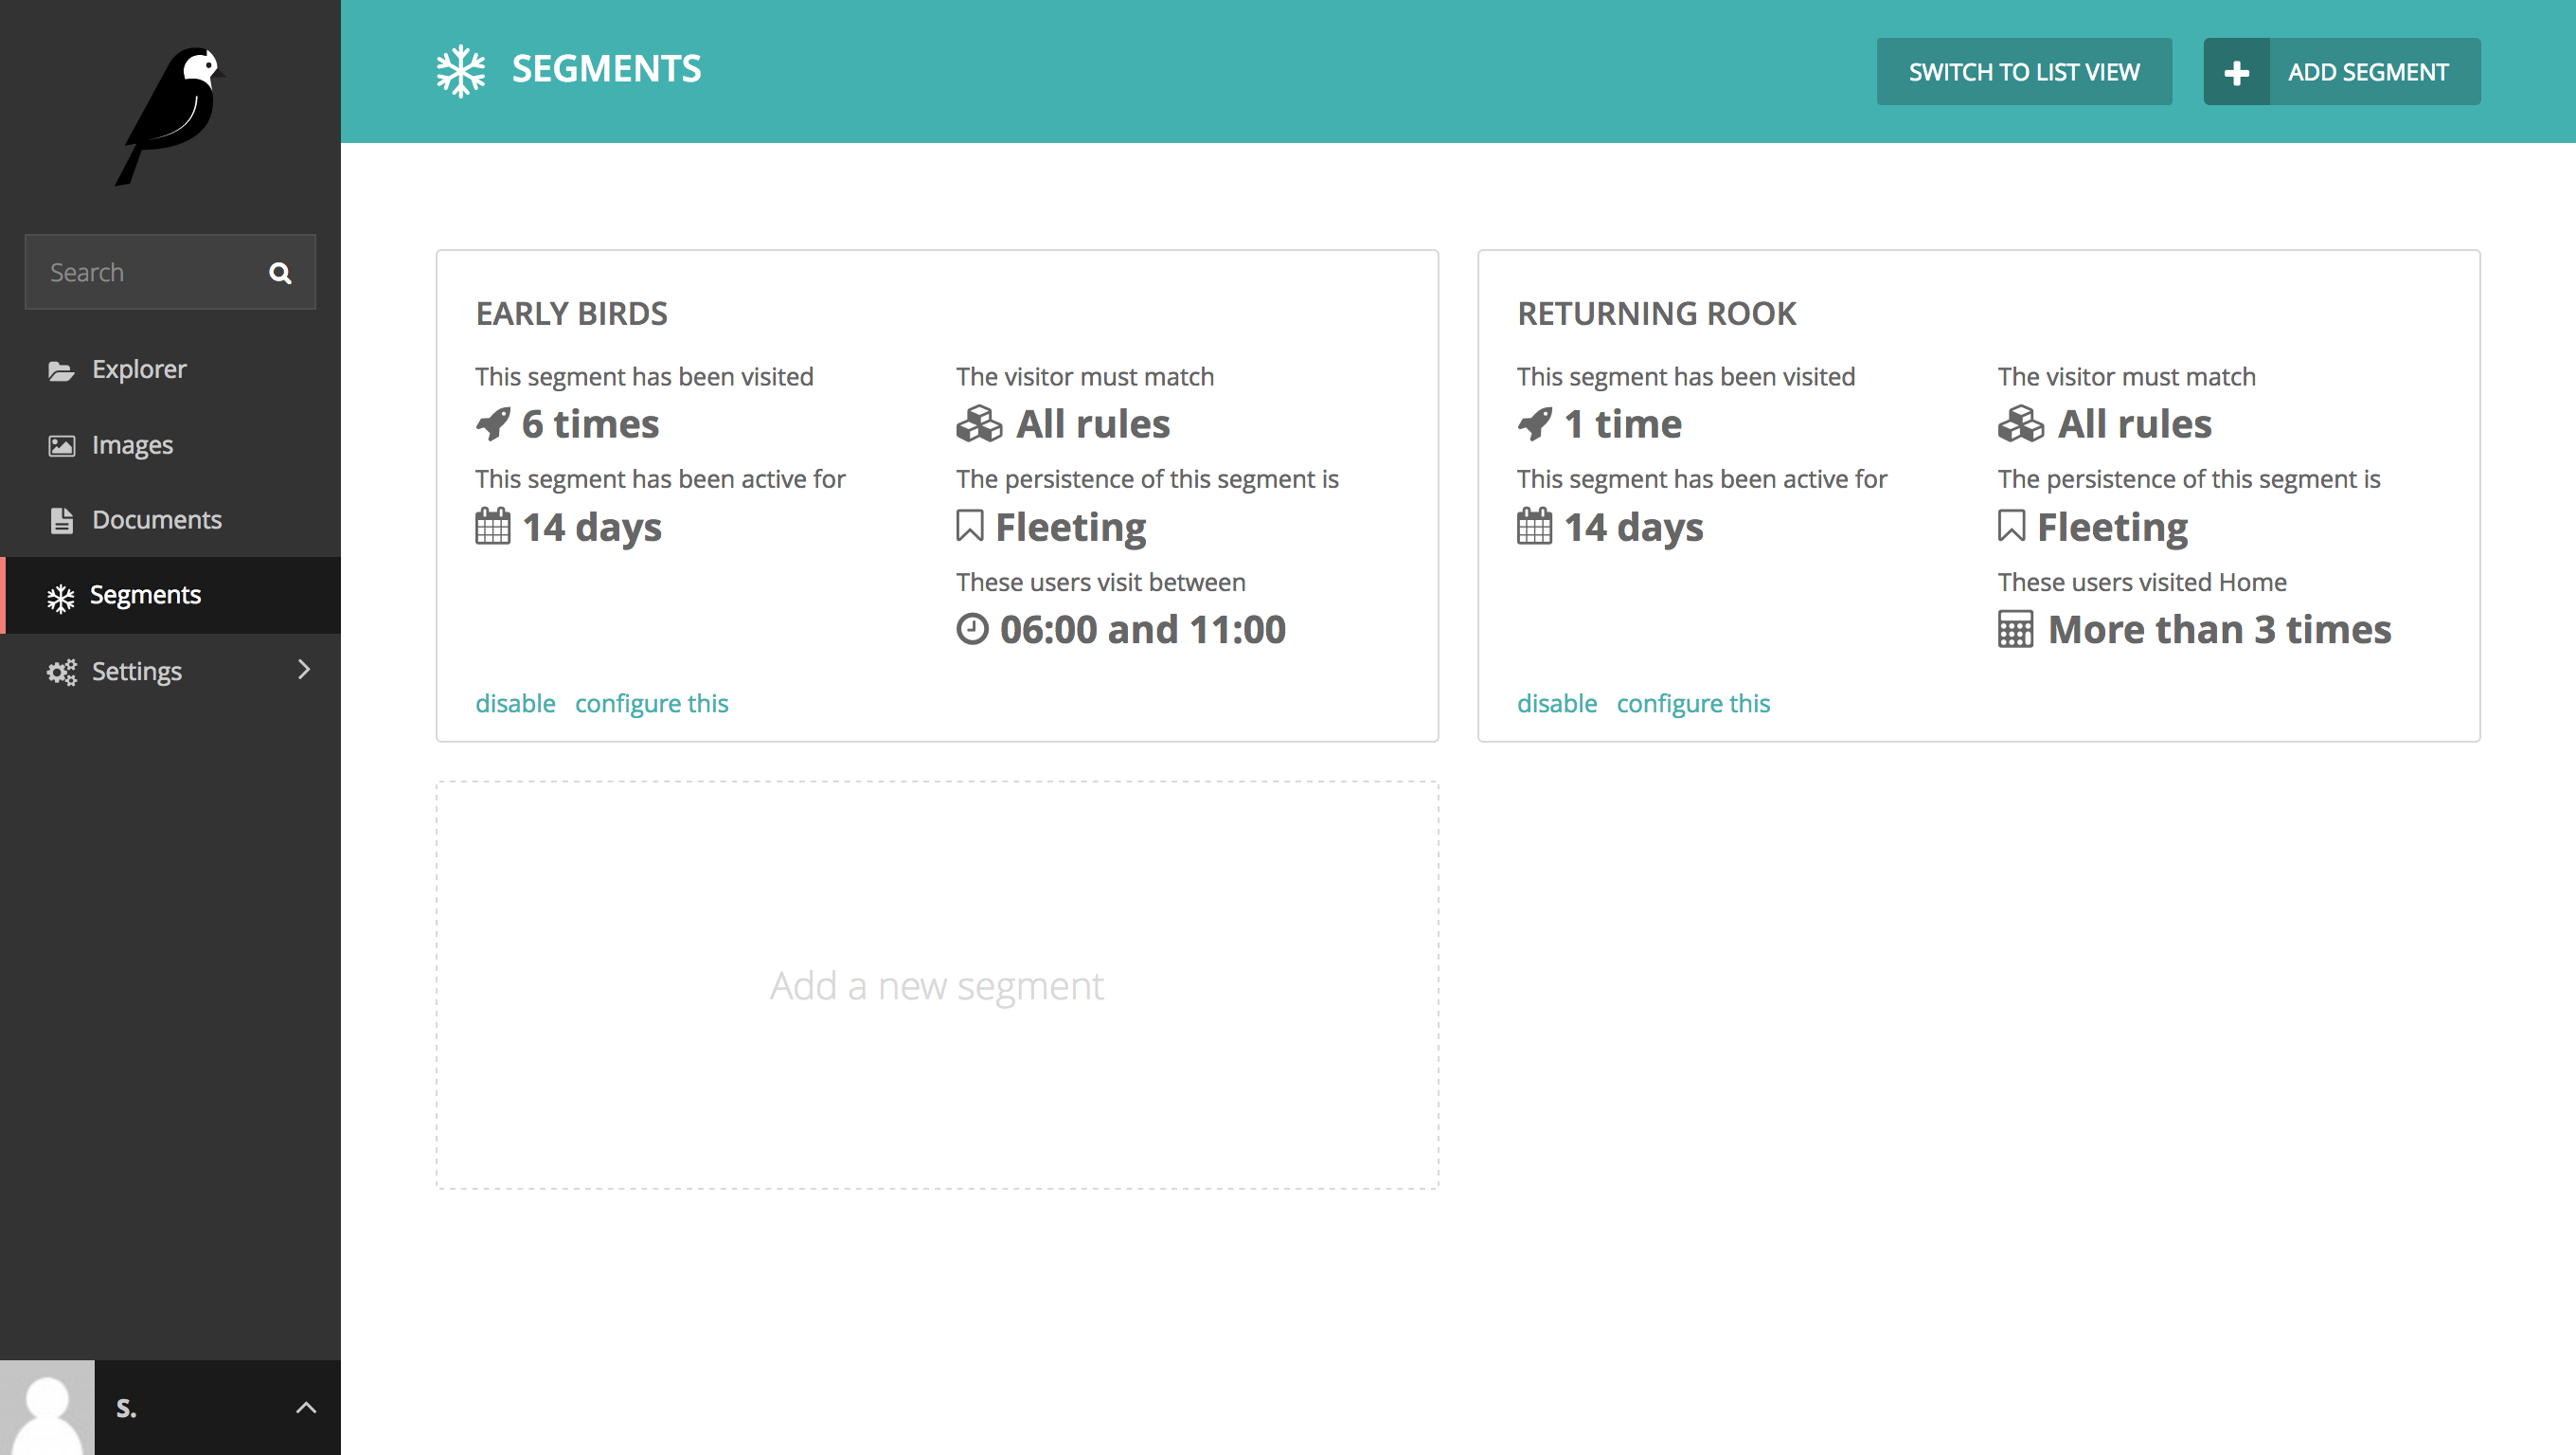 SEGMENTS
SWITCH TO LIST VIEW
ADD SEGMENT
Search
Explorer
Images
Documents
Segments
Settings
S.
EARLY BIRDS
This segment has been visited
6 times
This segment has been active for
14 days
The visitor must match
All rules
The persistence of this segment is
Fleeting
These users visit between
06:00 and 11:00
disable configure this
RETURNING ROOK
This segment has been visited
1 time
This segment has been active for
14 days
The visitor must match
All rules
The persistence of this segment is
Fleeting
These users visited Home
More than 3 times
disable configure this
Add a new segment